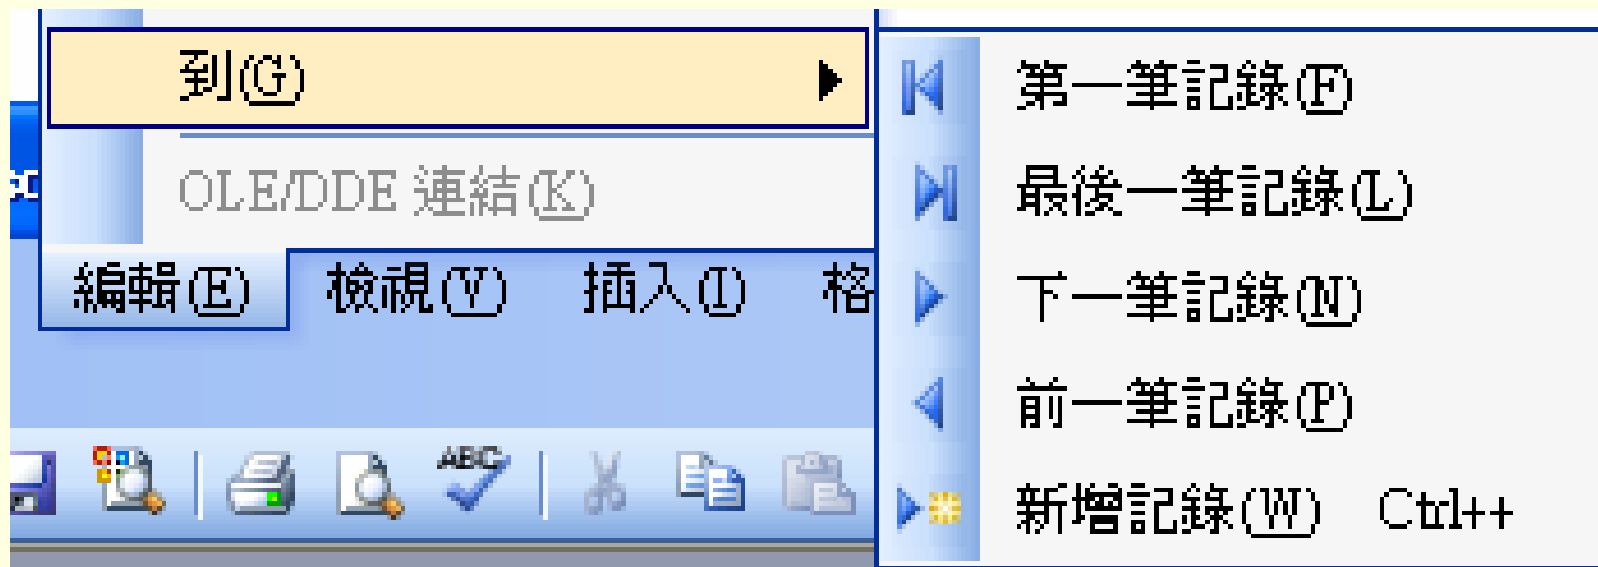 到(G)
OLE/DDE 連結(K)
編輯(E) 檢視(V) 插入(I) 格
ABC
第一筆記錄(F)
最後一筆記錄(L)
下一筆記錄(N)
前一筆記錄(P)
新增記錄(W) Ctrl++